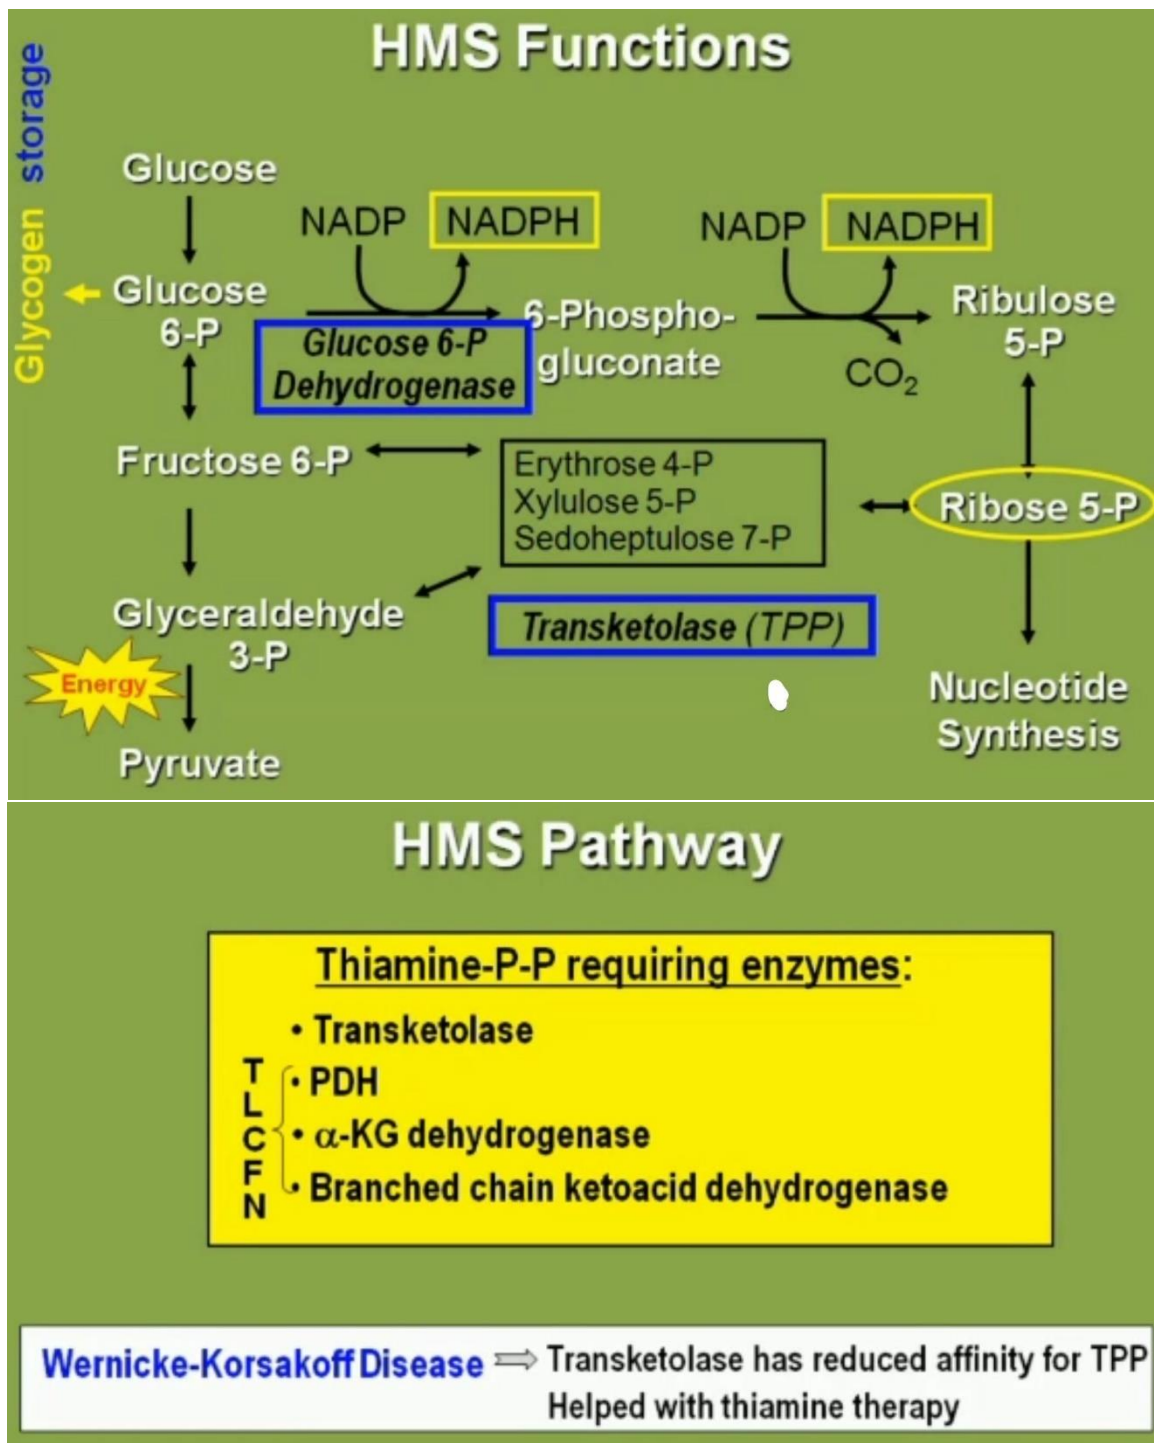 HMS Functions
Glycogen storage
Glucose
NADP
NADPH
NADP
NADPH
Glucose
6-P
Glucose 6-P
Dehydrogenase
6-Phospho-
gluconate
CO₂
Ribulose
5-P
Fructose 6-P
Erythrose 4-P
Xylulose 5-P
Sedoheptulose 7-P
Ribose 5-P
Glyceraldehyde
3-P
Transketolase (TPP)
Energy
Pyruvate
Nucleotide
Synthesis
HMS Pathway
Thiamine-P-P requiring enzymes:
• Transketolase
T
L
C
F
N
• PDH
• α-KG dehydrogenase
• Branched chain ketoacid dehydrogenase
Wernicke-Korsakoff Disease ⇒ Transketolase has reduced affinity for TPP
Helped with thiamine therapy